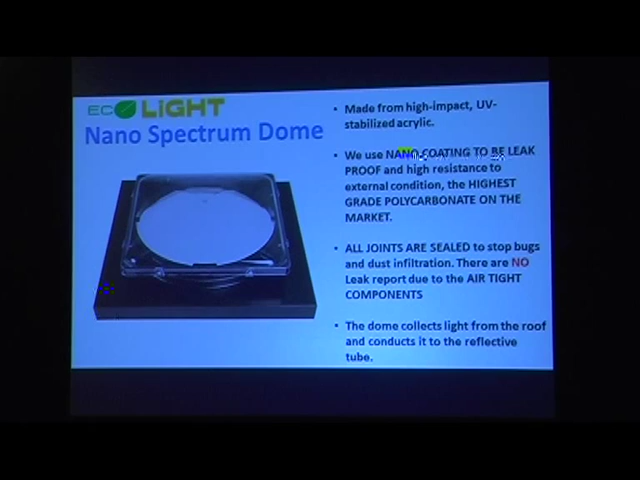 ECO LiGHT
Nano Spectrum Dome
• Made from high-impact, UV-
stabilized acrylic.
• We use NANO COATING TO BE LEAK
PROOF and high resistance to
external condition, the HIGHEST
GRADE POLYCARBONATE ON THE
MARKET.
• ALL JOINTS ARE SEALED to stop bugs
and dust infiltration. There are NO
Leak report due to the AIR TIGHT
COMPONENTS
• The dome collects light from the roof
and conducts it to the reflective
tube.